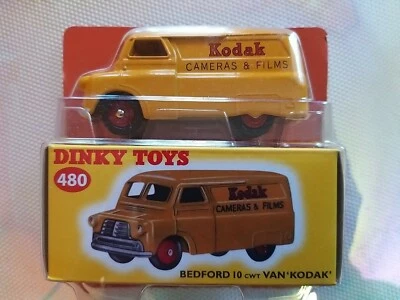 Kodak
CAMERAS & FILMS
DINKY TOYS
480
Kodak
CAMERAS & FILMS
BEDFORD 10 CWT VAN 'KODAK'